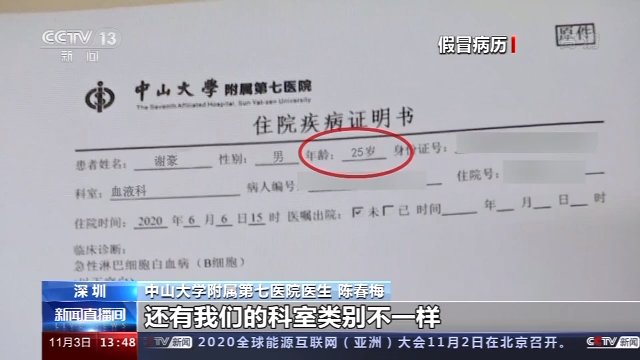 CCTV 13
新闻
假冒病历
原件
中山大学 附属第七医院
The Seventh Affiliated Hospital, Sun Yat-sen University
住院疾病证明书
患者姓名: 谢豪 性别: 男 年龄: 25岁 身份证号:
科室: 血液科 病人编号 住院号:
住院时间: 2020 年 6 月 6 日 15 时 医嘱出院: 未 已 时间 年 月 日 时
临床诊断:
急性淋巴细胞白血病（B细胞）
深圳
中山大学附属第七医院医生 陈春梅
新闻直播间
还有我们的科室类别不一样
11月3日 13:48
CCTV新闻 2020全球能源互联网（亚洲）大会11月2日在北京召开。 CCTV新闻